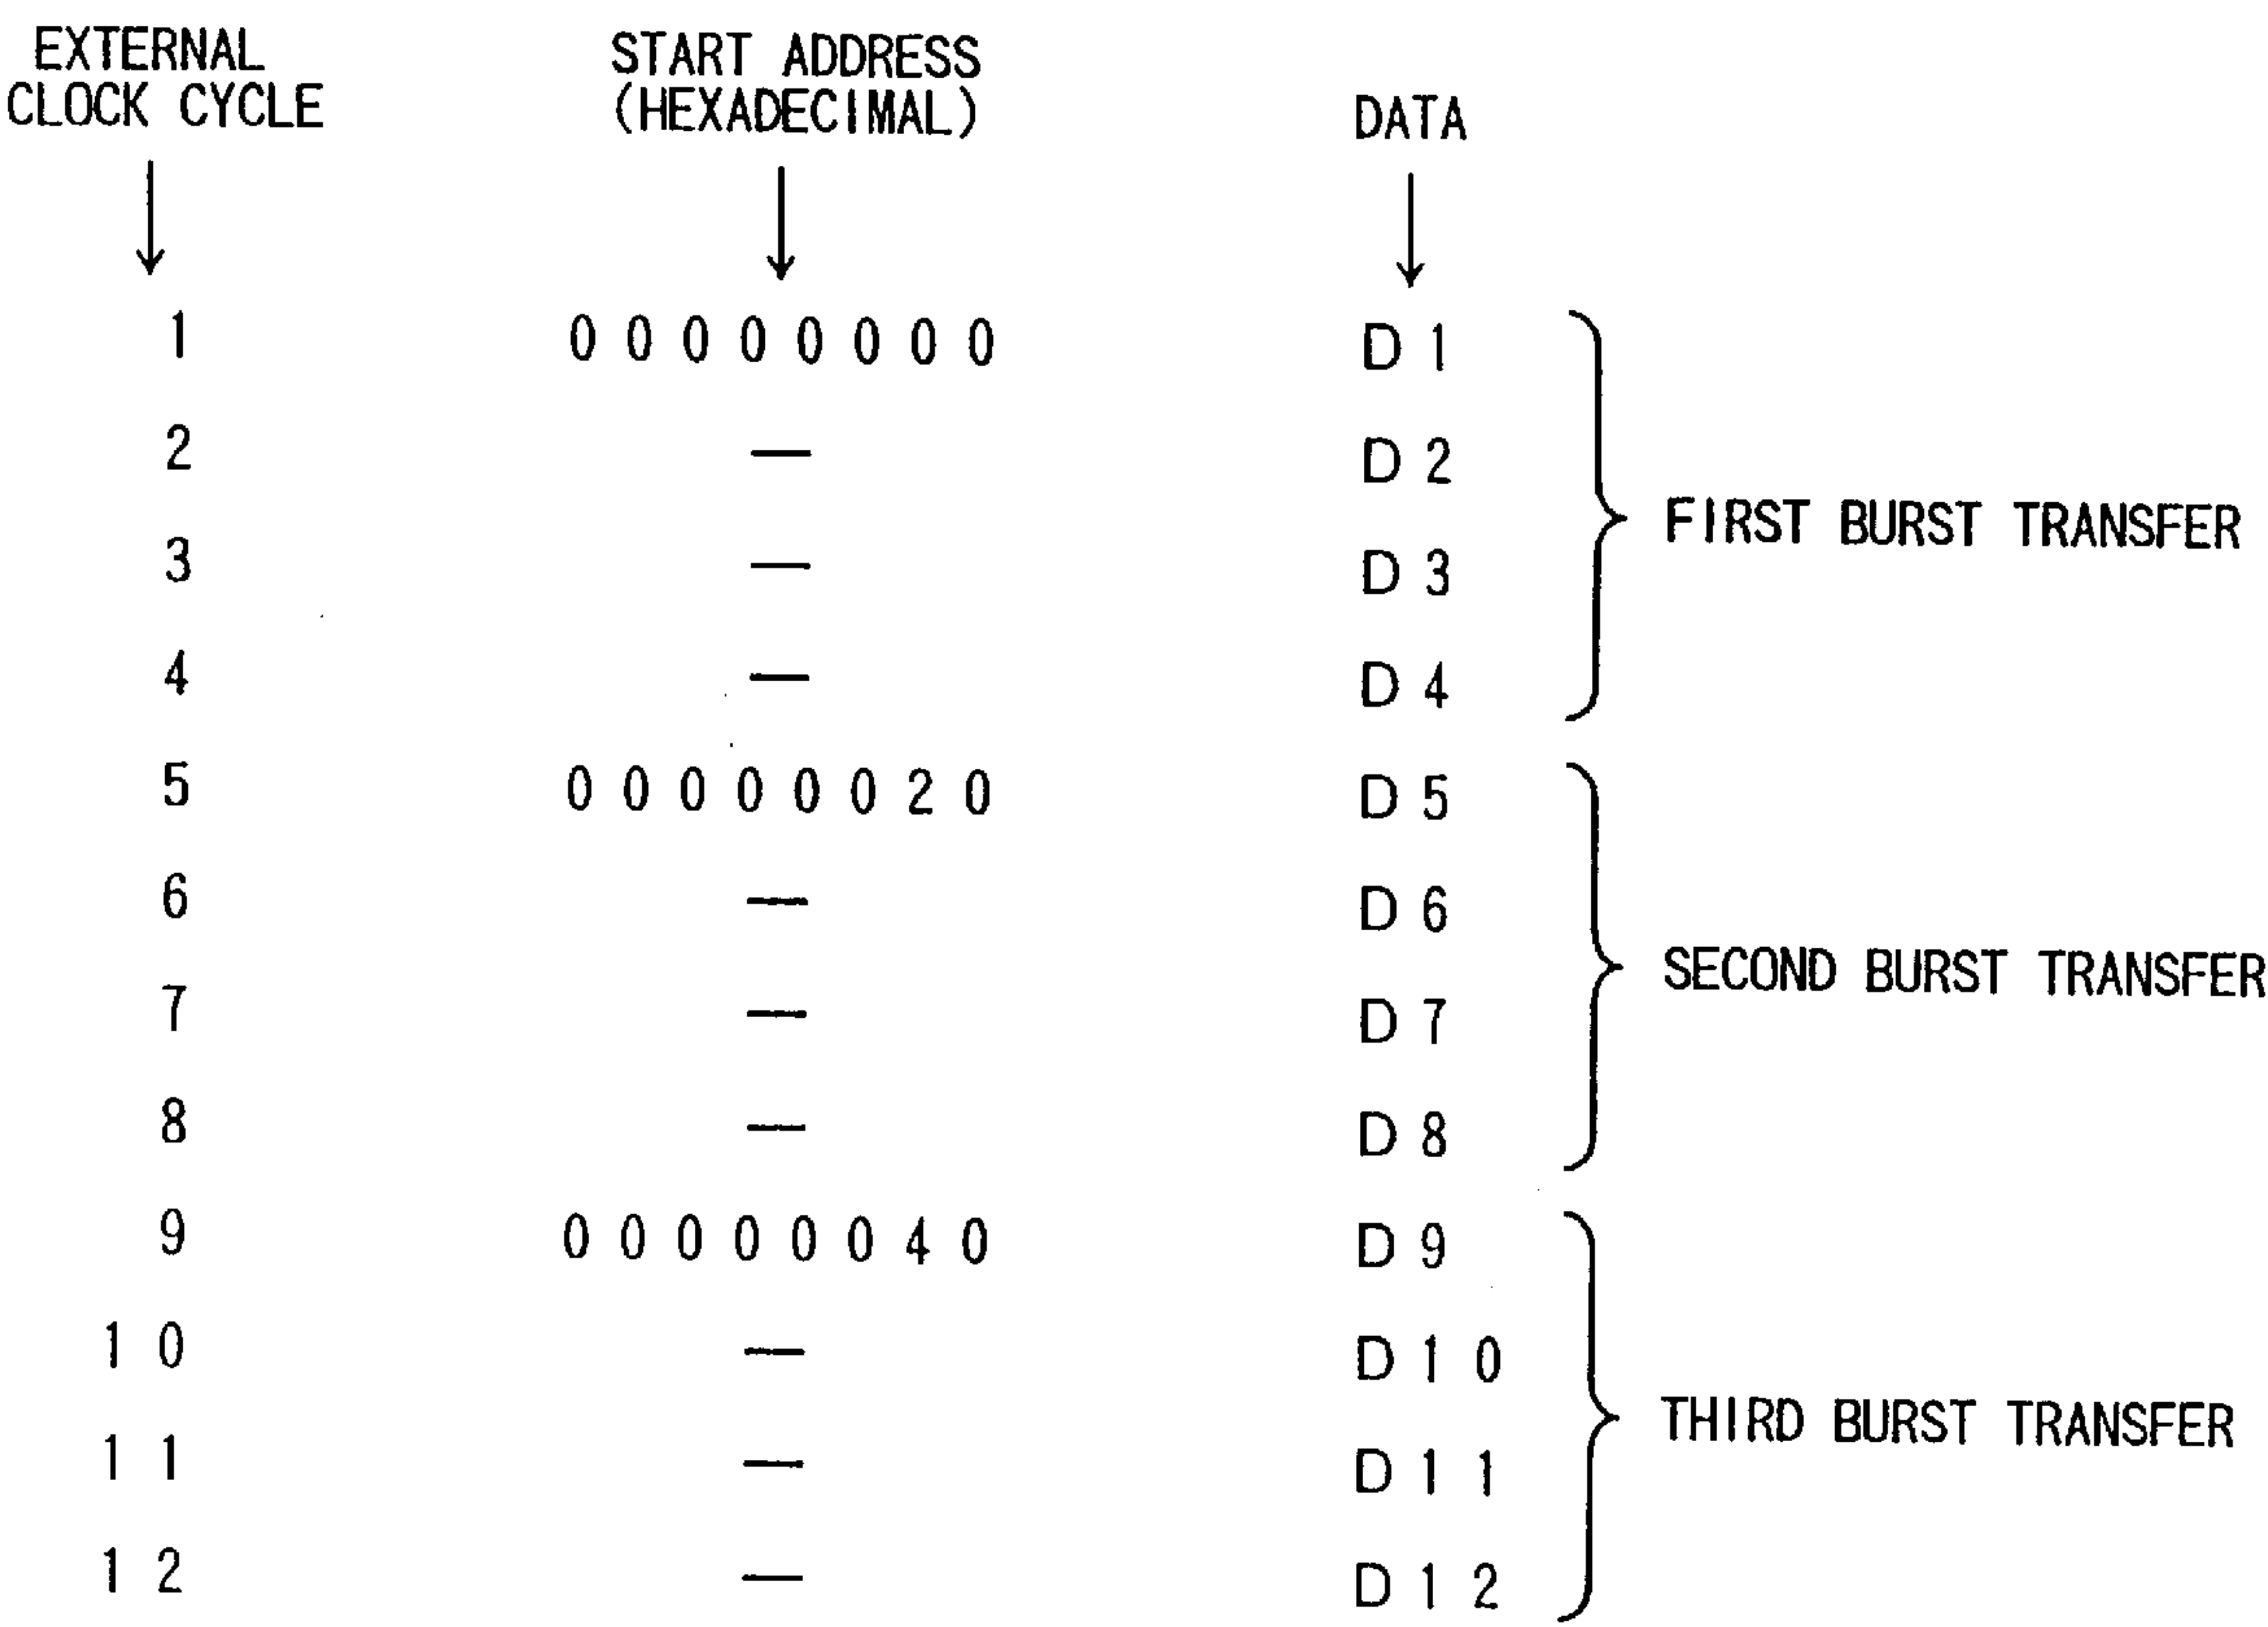 EXTERNAL
CLOCK CYCLE
START ADDRESS
(HEXADECIMAL)
DATA
1 00000000 D1
2 — D2
3 — D3
4 — D4
FIRST BURST TRANSFER
5 00000020 D5
6 — D6
7 — D7
8 — D8
SECOND BURST TRANSFER
9 00000040 D9
10 — D10
11 — D11
12 — D12
THIRD BURST TRANSFER